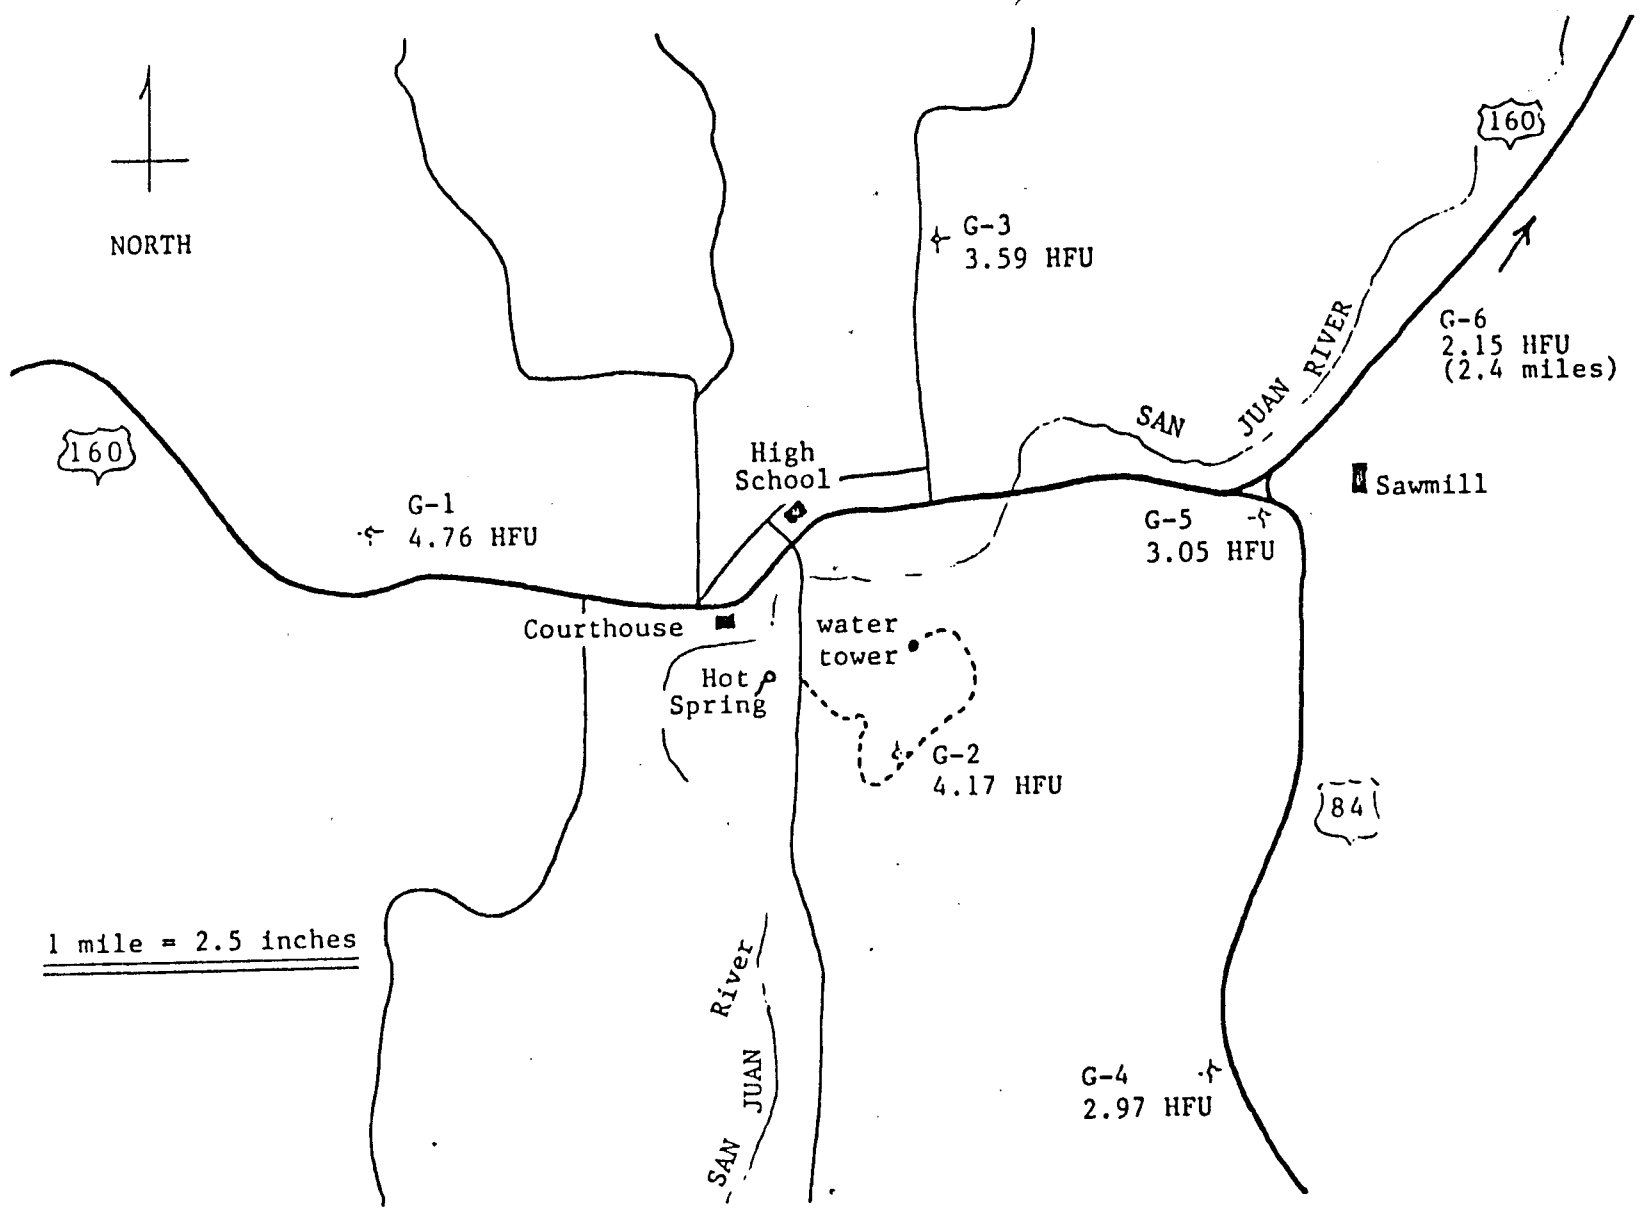 160
NORTH
G-3
3.59 HFU
G-6
2.15 HFU
(2.4 miles)
SAN JUAN RIVER
160
High
School
Sawmill
G-1
4.76 HFU
G-5
3.05 HFU
Courthouse
water
tower
Hot
Spring
G-2
4.17 HFU
84
1 mile = 2.5 inches
SAN JUAN River
G-4
2.97 HFU